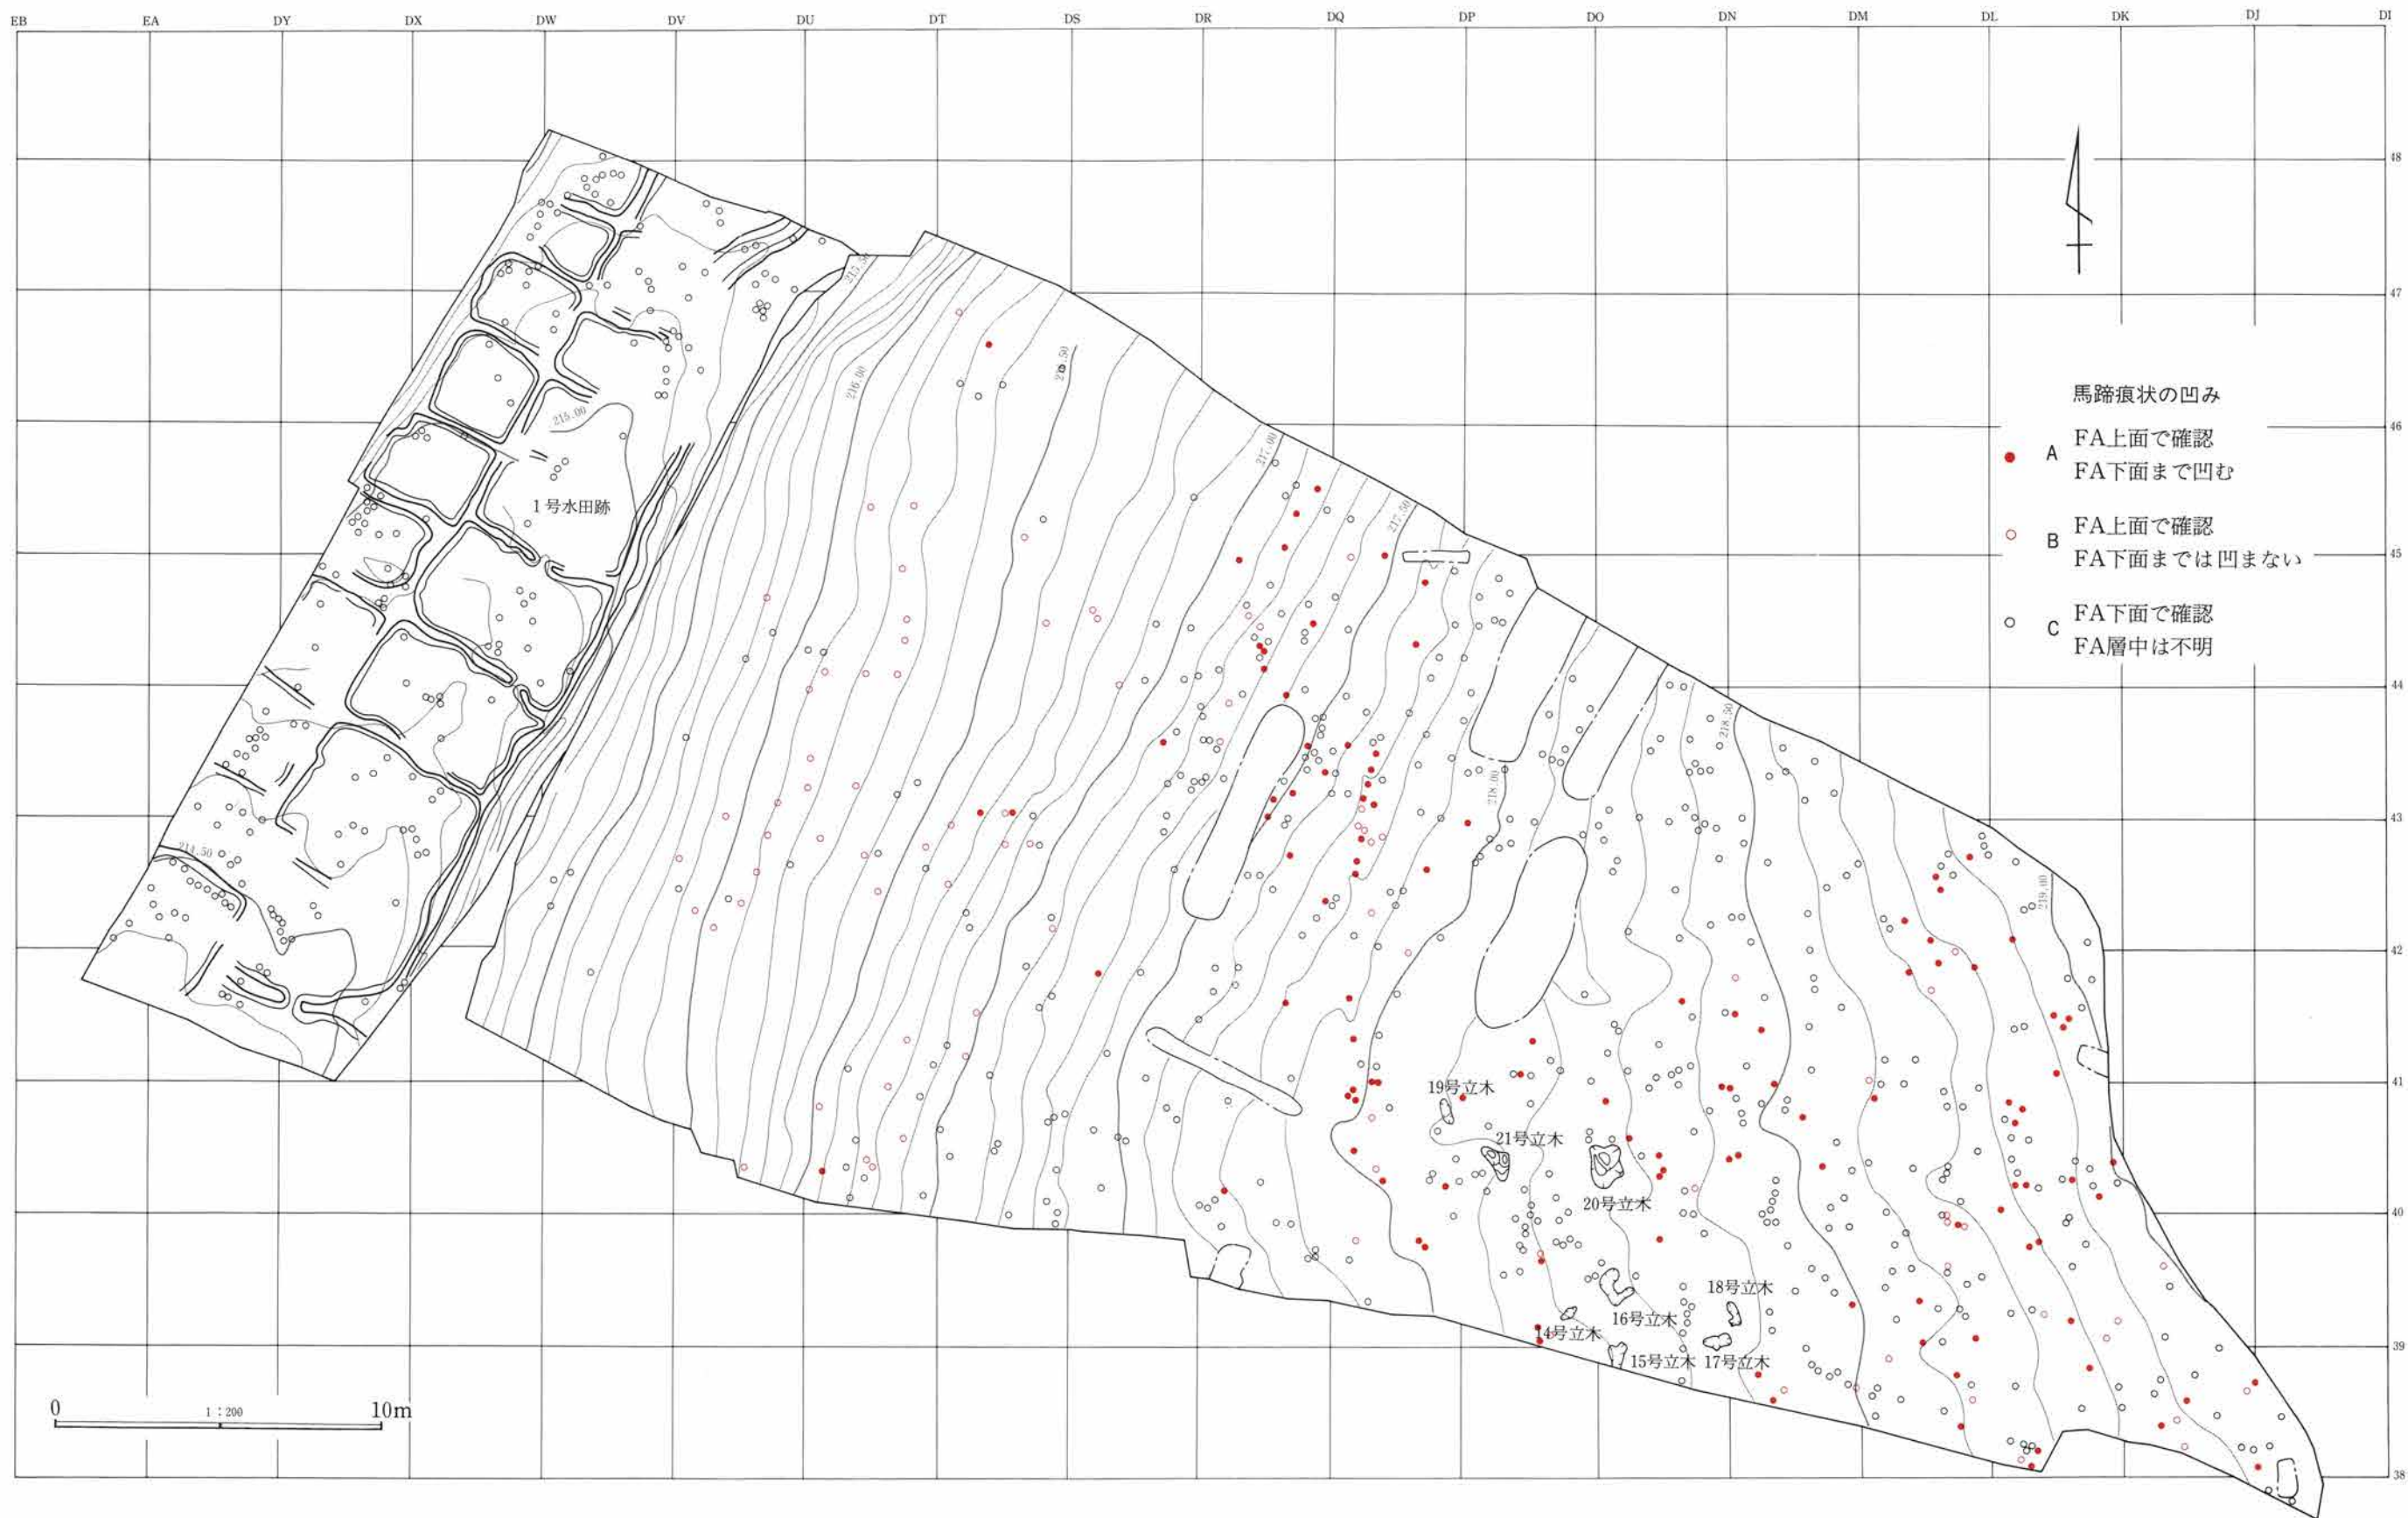 EB EA DY DX DW DV DU DT DS DR DQ DP DO DN DM DL DK DJ DI
48
47
215.50
216.00
216.50
馬蹄痕状の凹み
46
215.00
217.00
A FA上面で確認
FA下面まで凹む
1号水田跡
217.50
B FA上面で確認
FA下面までは凹まない
45
C FA下面で確認
FA層中は不明
44
218.50
218.00
43
214.50
219.00
42
41
19号立木
21号立木
20号立木
40
18号立木
16号立木
14号立木
15号立木 17号立木
39
0 1:200 10m
38